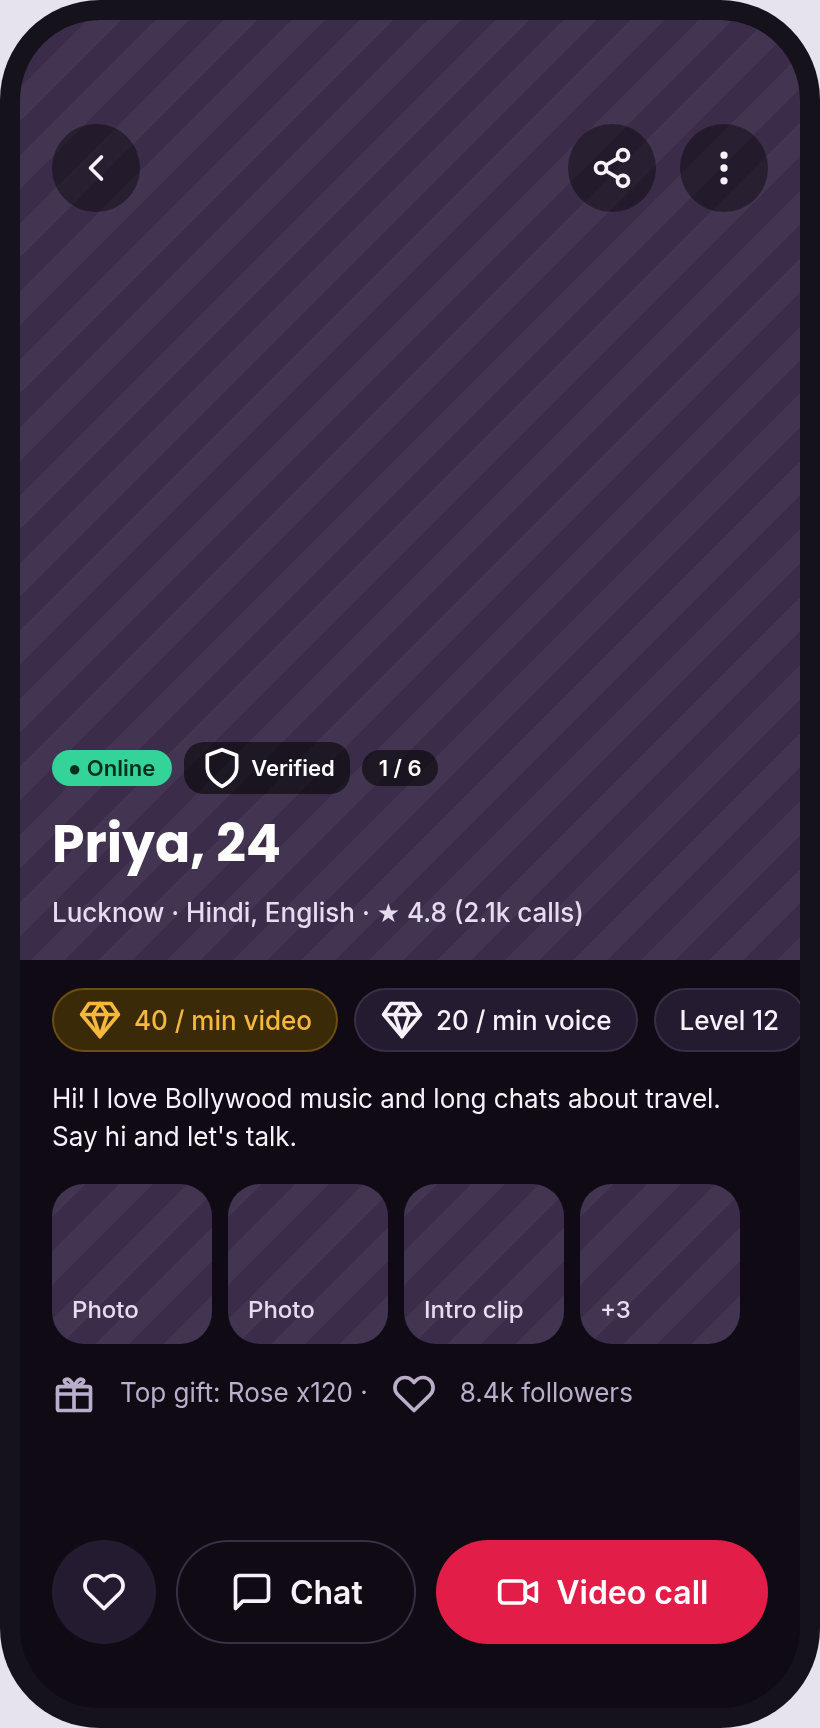 ● Online
Verified
1 / 6
Priya, 24
Lucknow · Hindi, English · ★ 4.8 (2.1k calls)
40 / min video
20 / min voice
Level 12
Hi! I love Bollywood music and long chats about travel.
Say hi and let's talk.
Photo
Photo
Intro clip
+3
Top gift: Rose x120 ·
8.4k followers
Chat
Video call